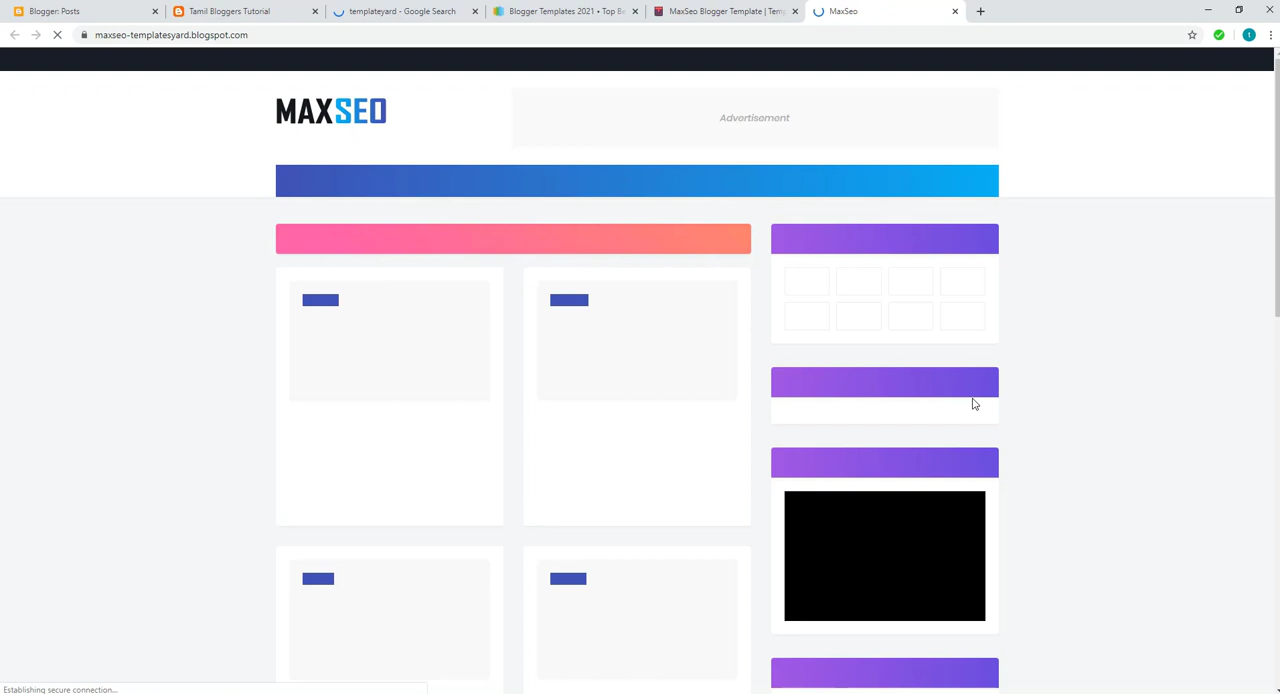 Blogger: Posts
Tamil Bloggers Tutorial
templateyard - Google Search
Blogger Templates 2021 • Top Be
MaxSeo Blogger Template | Temp
MaxSeo
maxseo-templatesyard.blogspot.com
t
MAXSEO
Advertisement
Establishing secure connection...